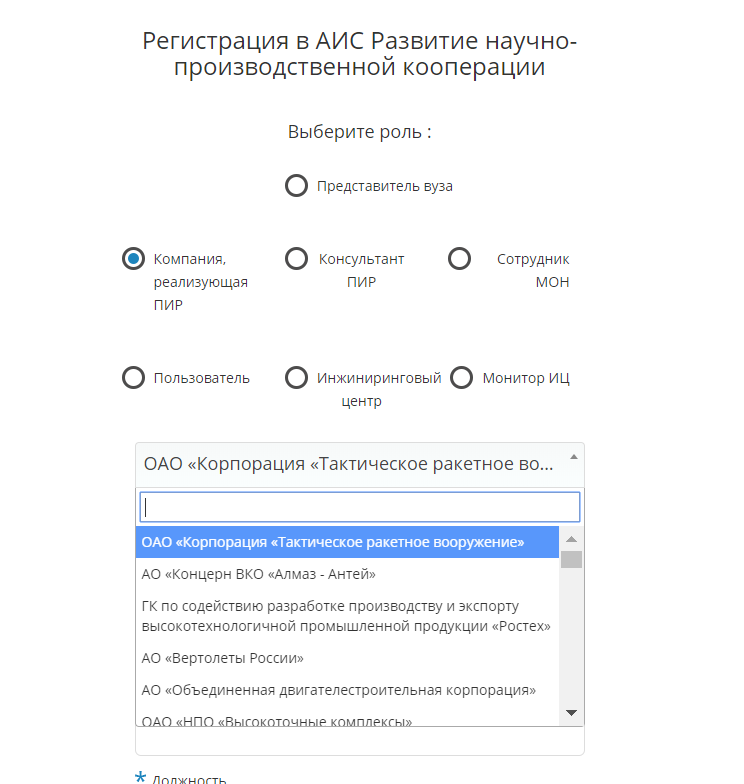 Регистрация в АИС Развитие научно-
производственной кооперации
Выберите роль :
Представитель вуза
Компания,
реализующая
ПИР
Консультант
ПИР
Сотрудник
МОН
Пользователь
Инжиниринговый
центр
Монитор ИЦ
ОАО «Корпорация «Тактическое ракетное во...
ОАО «Корпорация «Тактическое ракетное вооружение»
АО «Концерн ВКО «Алмаз - Антей»
ГК по содействию разработке производству и экспорту
высокотехнологичной промышленной продукции «Ростех»
АО «Вертолеты России»
АО «Объединенная двигателестроительная корпорация»
ОАО «НПО «Высокоточные комплексы»
* Должность